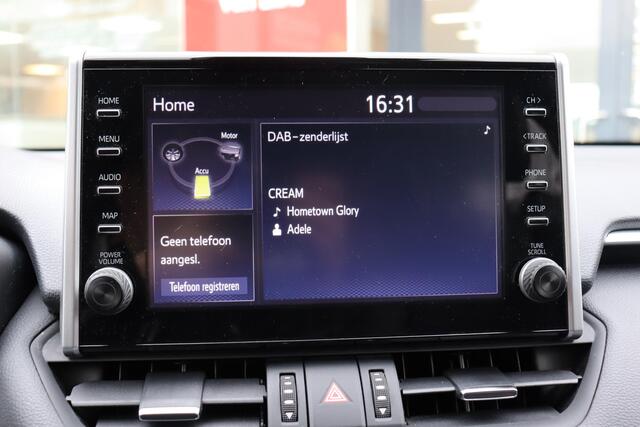 HOME
MENU
AUDIO
MAP
POWER
VOLUME
Home
16:31
Motor
Accu
Geen telefoon
aangesl.
Telefoon registreren
DAB-zenderlijst
CREAM
Hometown Glory
Adele
CH >
< TRACK
PHONE
SETUP
TUNE
SCROLL